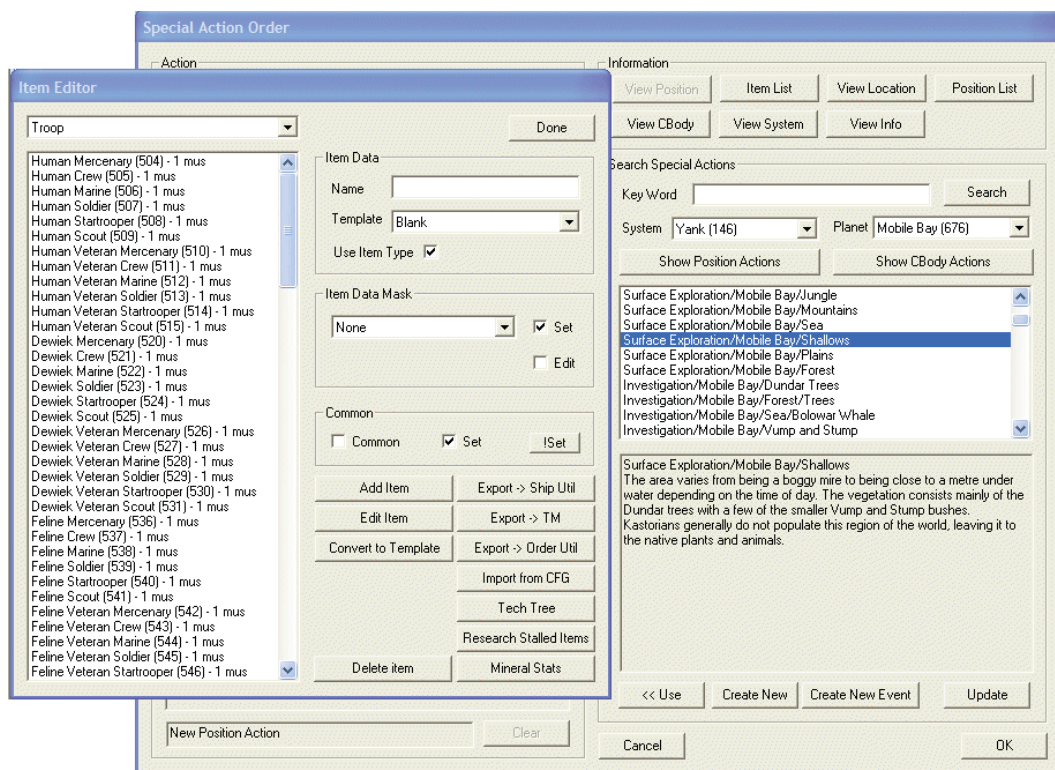 Special Action Order
Action
Information
View Position
Item List
View Location
Position List
View CBody
View System
View Info
Search Special Actions
Key Word
Search
System
Yank (146)
Planet
Mobile Bay (676)
Show Position Actions
Show CBody Actions
Surface Exploration/Mobile Bay/Jungle
Surface Exploration/Mobile Bay/Mountains
Surface Exploration/Mobile Bay/Sea
Surface Exploration/Mobile Bay/Shallows
Surface Exploration/Mobile Bay/Plains
Surface Exploration/Mobile Bay/Forest
Investigation/Mobile Bay/Dundar Trees
Investigation/Mobile Bay/Forest/Trees
Investigation/Mobile Bay/Sea/Bolowar Whale
Investigation/Mobile Bay/Vump and Stump
Surface Exploration/Mobile Bay/Shallows
The area varies from being a boggy mire to being close to a metre under
water depending on the time of day. The vegetation consists mainly of the
Dundar trees with a few of the smaller Vump and Stump bushes.
Kastorians generally do not populate this region of the world, leaving it to
the native plants and animals.
<< Use
Create New
Create New Event
Update
New Position Action
Clear
Cancel
OK
Item Editor
Troop
Done
Human Mercenary (504) - 1 mus
Human Crew (505) - 1 mus
Human Marine (506) - 1 mus
Human Soldier (507) - 1 mus
Human Startrooper (508) - 1 mus
Human Scout (509) - 1 mus
Human Veteran Mercenary (510) - 1 mus
Human Veteran Crew (511) - 1 mus
Human Veteran Marine (512) - 1 mus
Human Veteran Soldier (513) - 1 mus
Human Veteran Startrooper (514) - 1 mus
Human Veteran Scout (515) - 1 mus
Dewiek Mercenary (520) - 1 mus
Dewiek Crew (521) - 1 mus
Dewiek Marine (522) - 1 mus
Dewiek Soldier (523) - 1 mus
Dewiek Startrooper (524) - 1 mus
Dewiek Scout (525) - 1 mus
Dewiek Veteran Mercenary (526) - 1 mus
Dewiek Veteran Crew (527) - 1 mus
Dewiek Veteran Marine (528) - 1 mus
Dewiek Veteran Soldier (529) - 1 mus
Dewiek Veteran Startrooper (530) - 1 mus
Dewiek Veteran Scout (531) - 1 mus
Feline Mercenary (536) - 1 mus
Feline Crew (537) - 1 mus
Feline Marine (538) - 1 mus
Feline Soldier (539) - 1 mus
Feline Startrooper (540) - 1 mus
Feline Scout (541) - 1 mus
Feline Veteran Mercenary (542) - 1 mus
Feline Veteran Crew (543) - 1 mus
Feline Veteran Marine (544) - 1 mus
Feline Veteran Soldier (545) - 1 mus
Feline Veteran Startrooper (546) - 1 mus
Item Data
Name
Template
Blank
Use Item Type
Item Data Mask
None
Set
Edit
Common
Common
Set
!Set
Add Item
Export -> Ship Util
Edit Item
Export -> TM
Convert to Template
Export -> Order Util
Import from CFG
Tech Tree
Research Stalled Items
Delete item
Mineral Stats